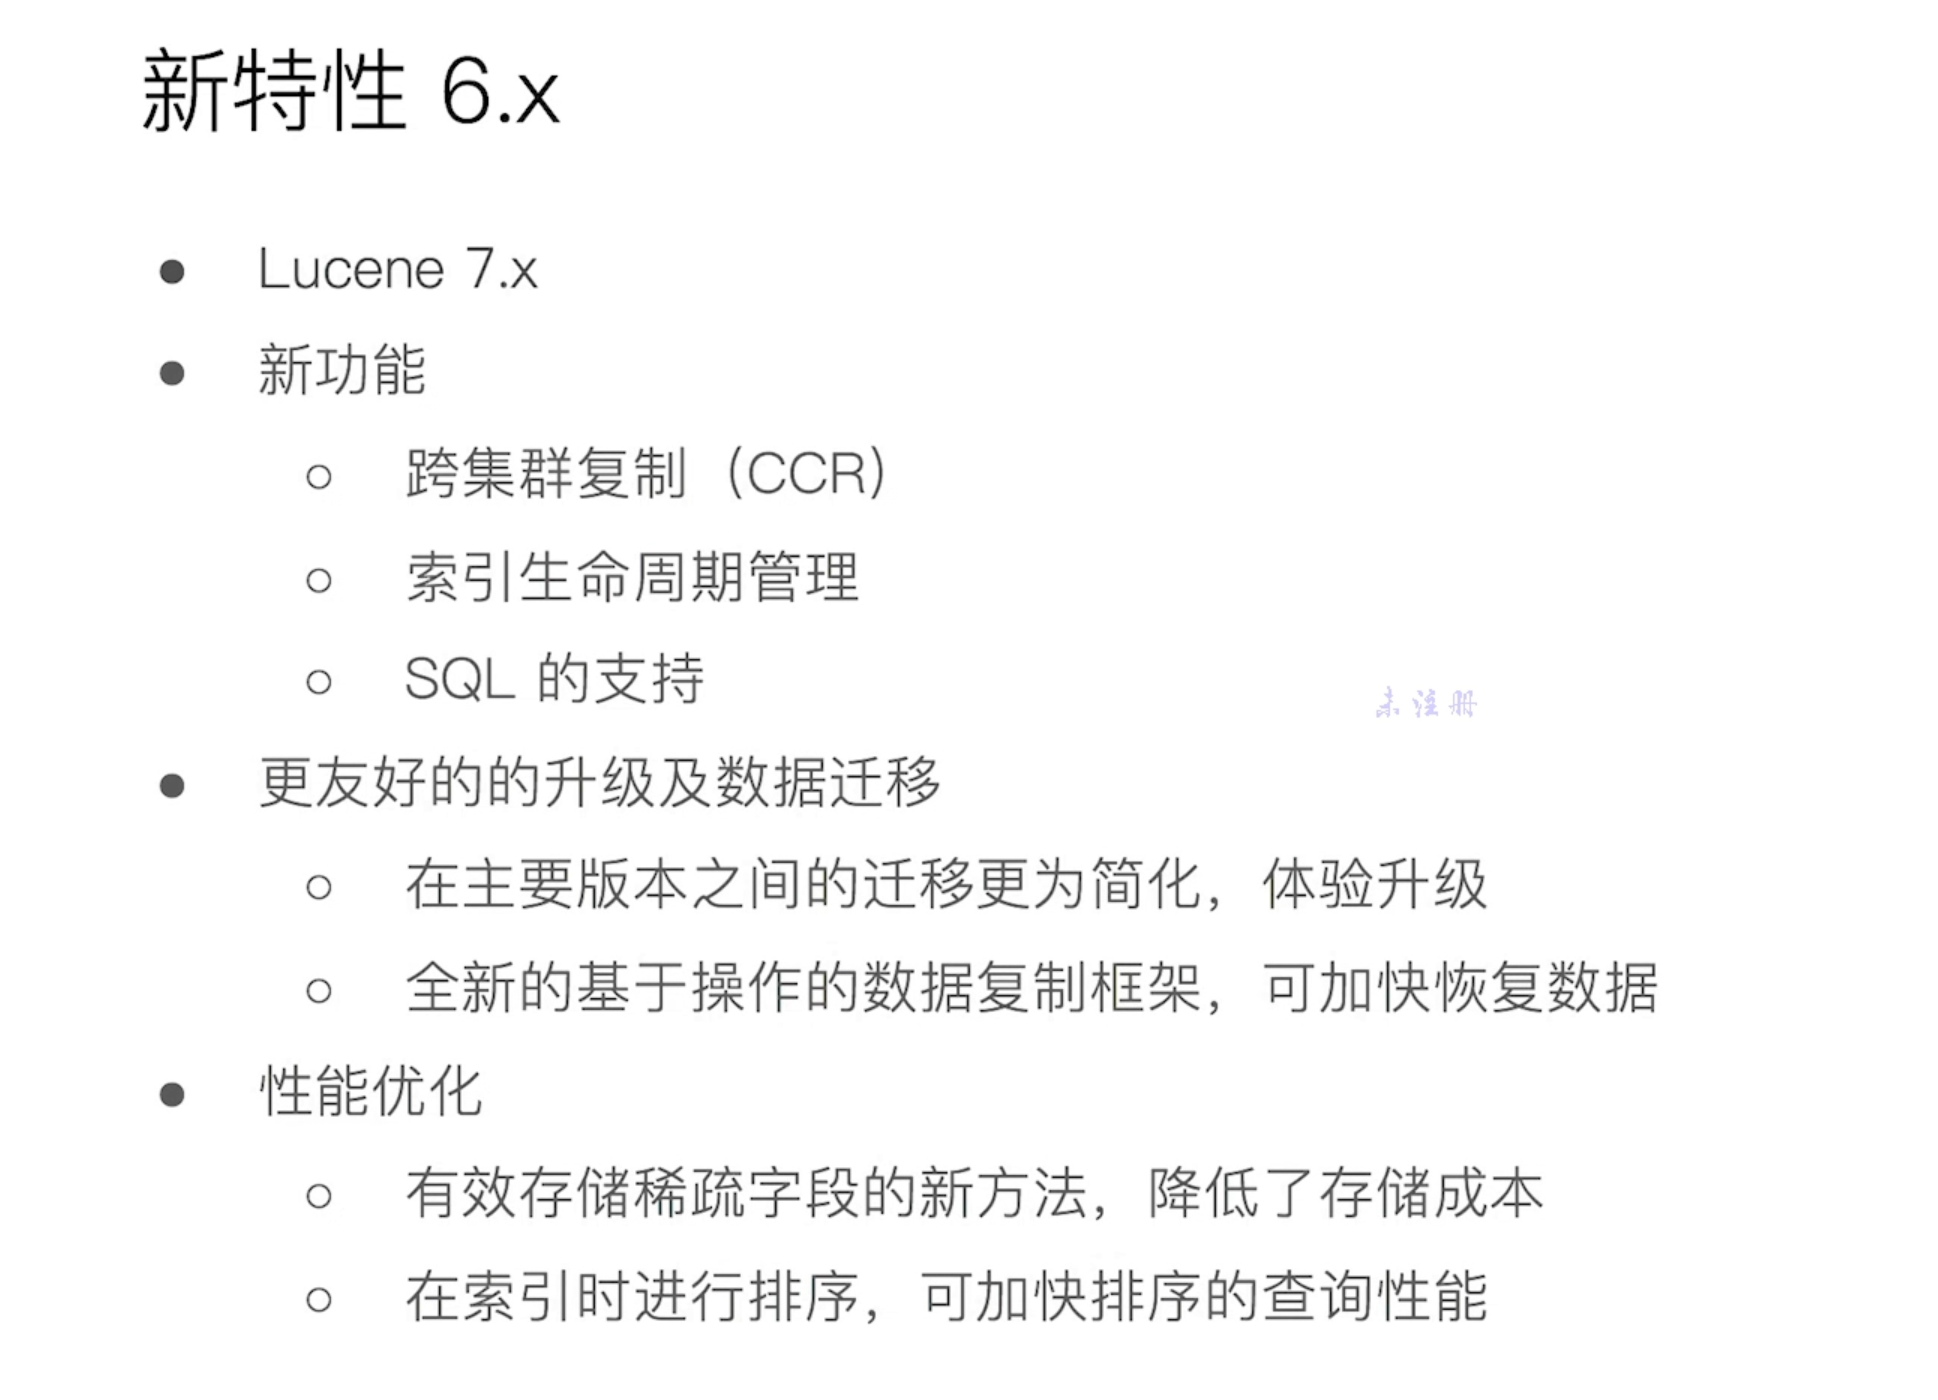 新特性 6.x
● Lucene 7.x
● 新功能
○ 跨集群复制（CCR）
○ 索引生命周期管理
○ SQL 的支持
未注册
● 更友好的的升级及数据迁移
○ 在主要版本之间的迁移更为简化，体验升级
○ 全新的基于操作的数据复制框架，可加快恢复数据
● 性能优化
○ 有效存储稀疏字段的新方法，降低了存储成本
○ 在索引时进行排序，可加快排序的查询性能